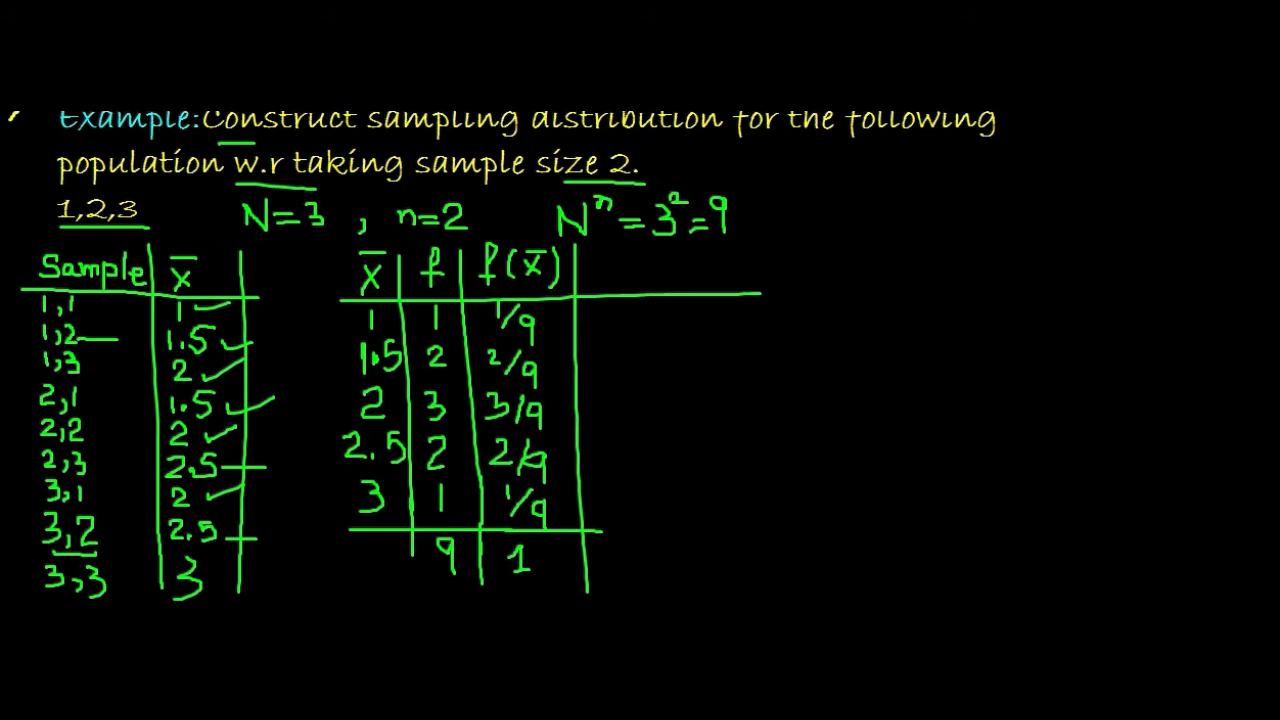 Example:Construct sampling distribution for the following
population w.r taking sample size 2.
1,2,3 N=3 , n=2 Nⁿ=3²=9
Sample x̄
1,1 1
1,2 1.5
1,3 2
2,1 1.5
2,2 2
2,3 2.5
3,1 2
3,2 2.5
3,3 3
x̄ f f(x̄)
1 1 1/9
1.5 2 2/9
2 3 3/9
2.5 2 2/9
3 1 1/9
9 1